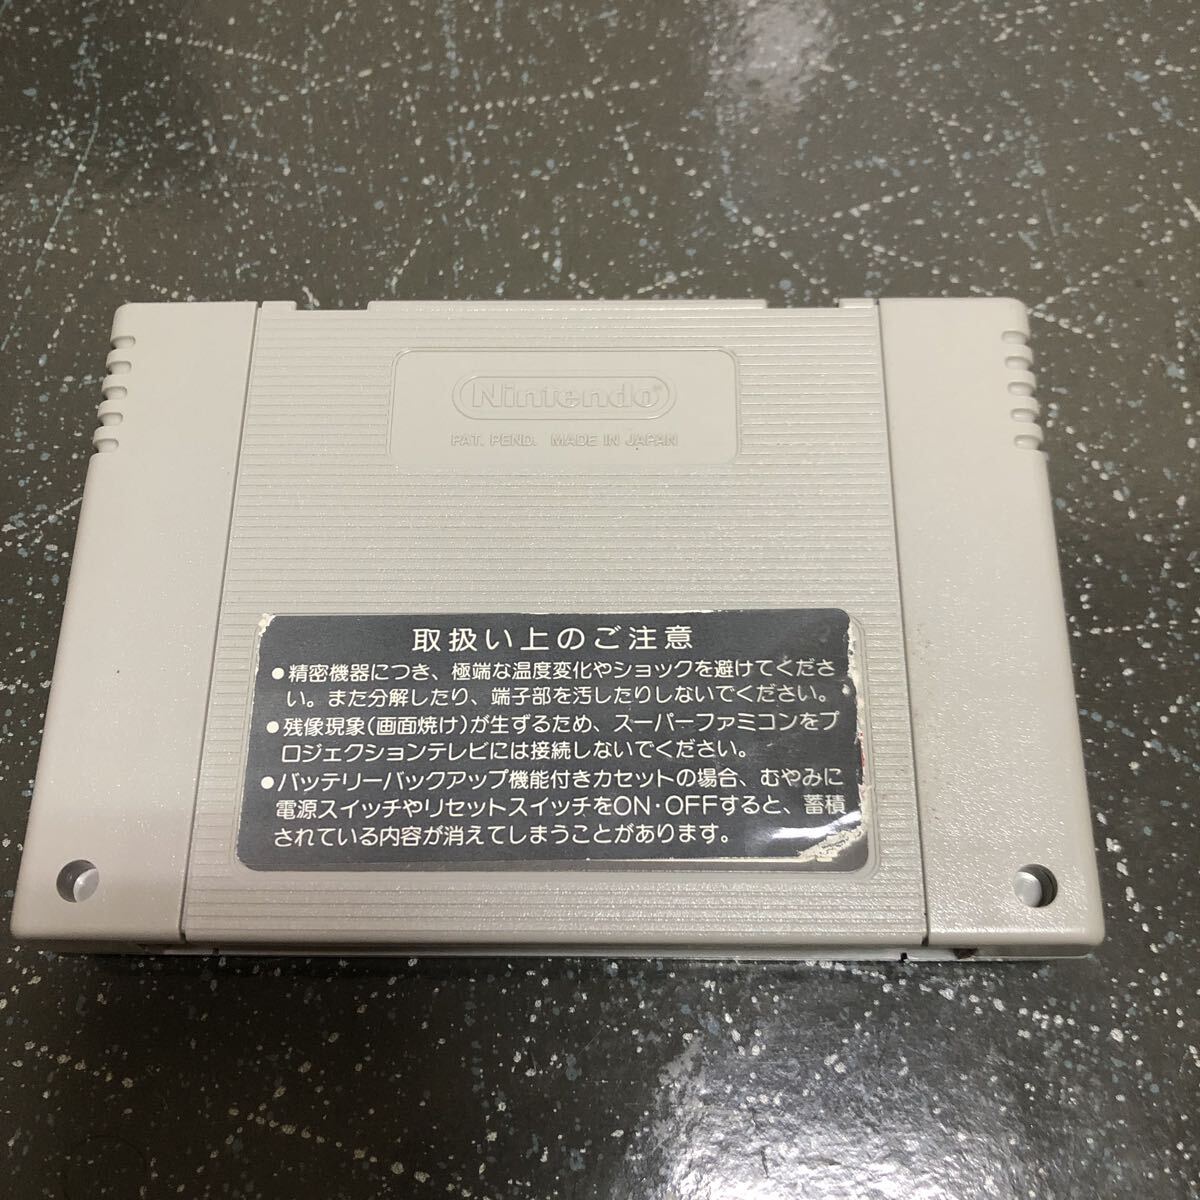 Nintendo®
PAT. PEND. MADE IN JAPAN
取扱い上のご注意
●精密機器につき、極端な温度変化やショックを避けてくださ
い。また分解したり、端子部を汚したりしないでください。
●残像現象(画面焼け)が生ずるため、スーパーファミコンをプ
ロジェクションテレビには接続しないでください。
●バッテリーバックアップ機能付きカセットの場合、むやみに
電源スイッチやリセットスイッチをON・OFFすると、蓄積
されている内容が消えてしまうことがあります。